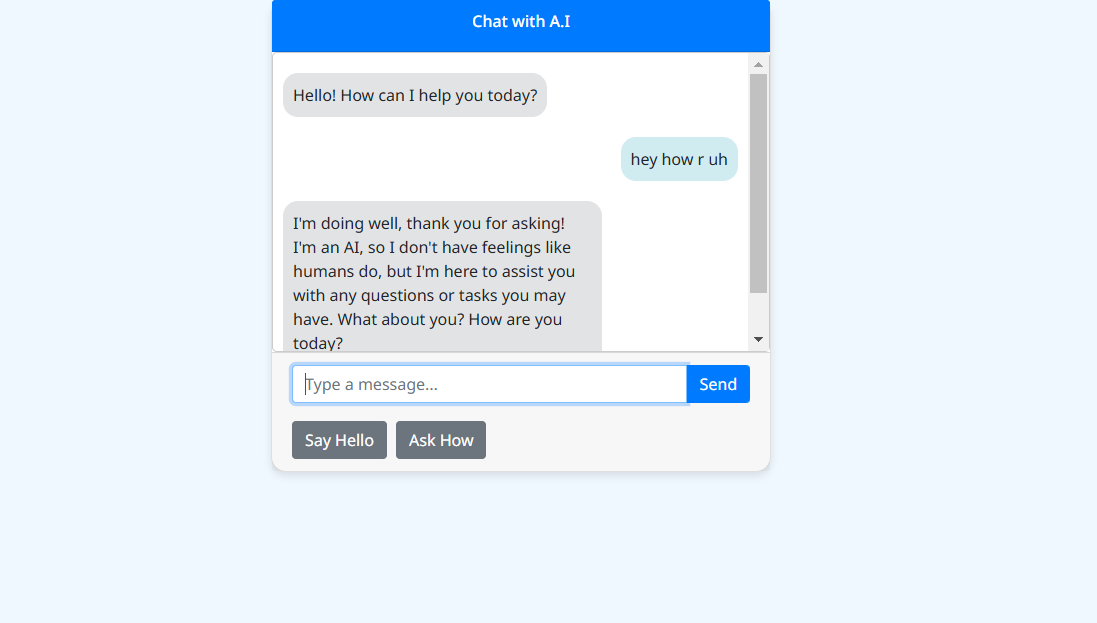 Chat with A.I
Hello! How can I help you today?
hey how r uh
I'm doing well, thank you for asking!
I'm an AI, so I don't have feelings like
humans do, but I'm here to assist you
with any questions or tasks you may
have. What about you? How are you
today?
Type a message...
Send
Say Hello
Ask How